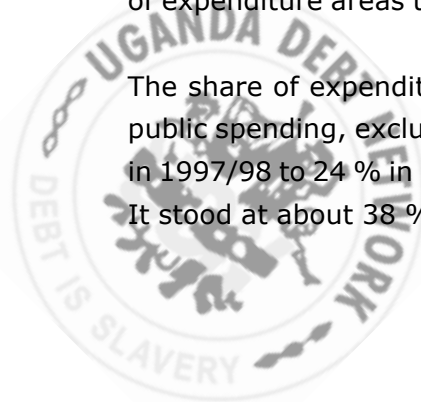 of expenditure areas t
The share of expendit
public spending, exclu
in 1997/98 to 24 % in
It stood at about 38 %
UGANDA DEBT NETWORK
DEBT IS SLAVERY